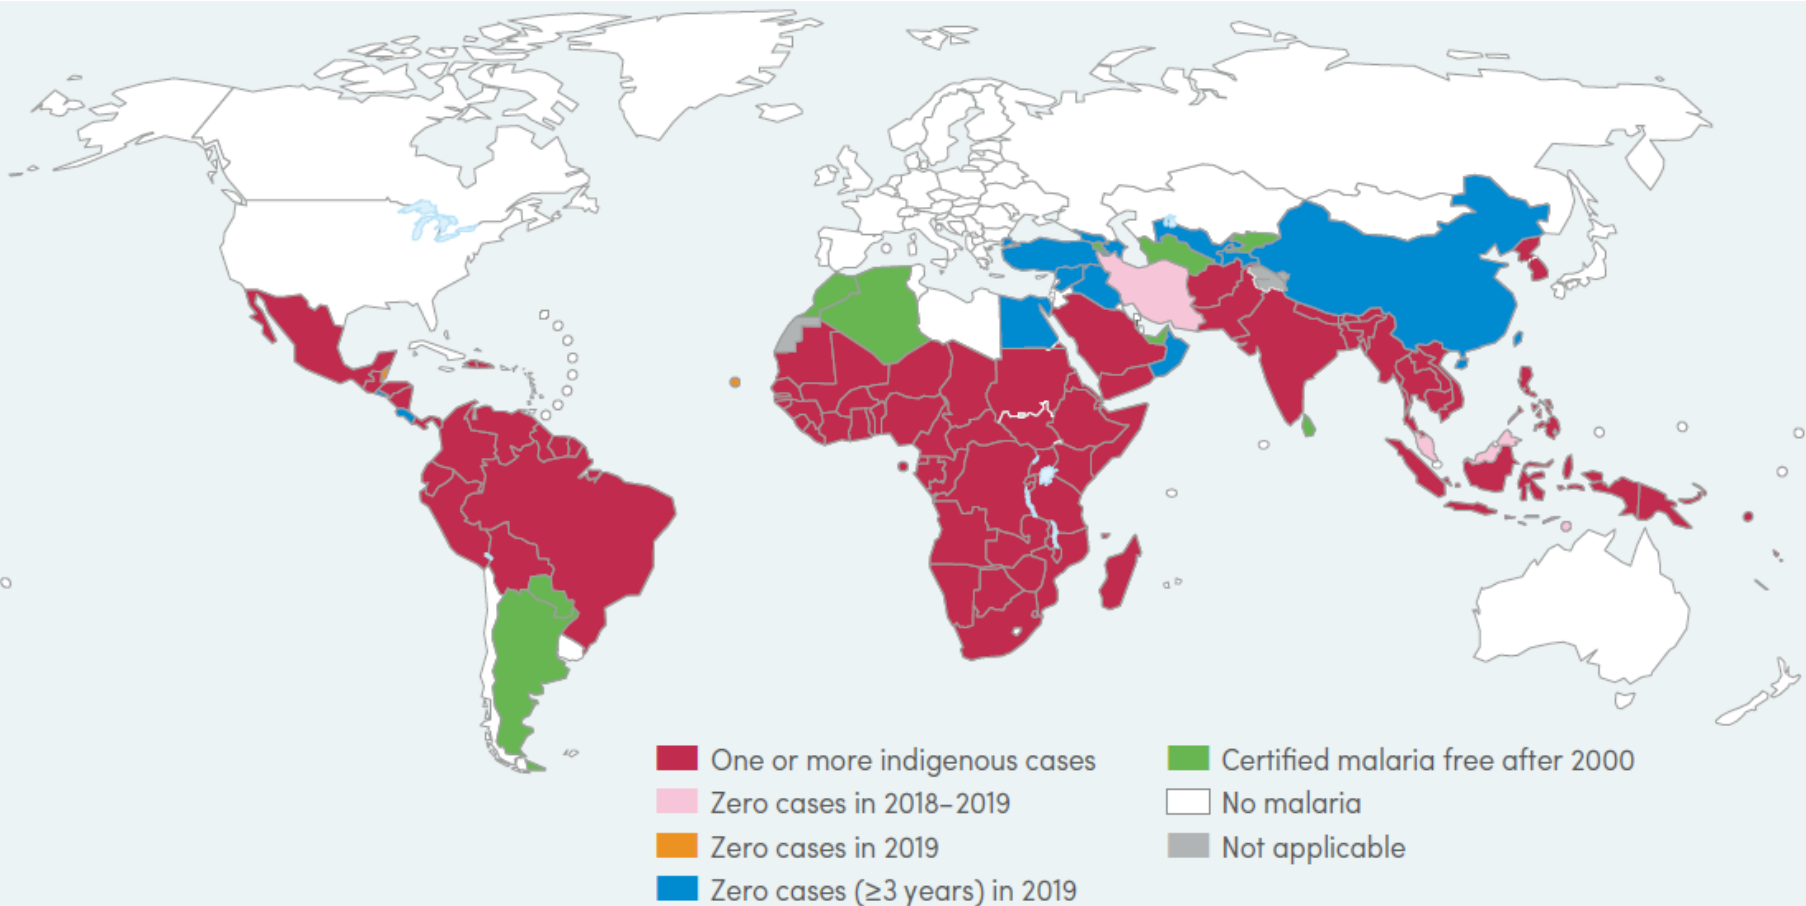 One or more indigenous cases
Zero cases in 2018–2019
Zero cases in 2019
Zero cases (≥3 years) in 2019
Certified malaria free after 2000
No malaria
Not applicable